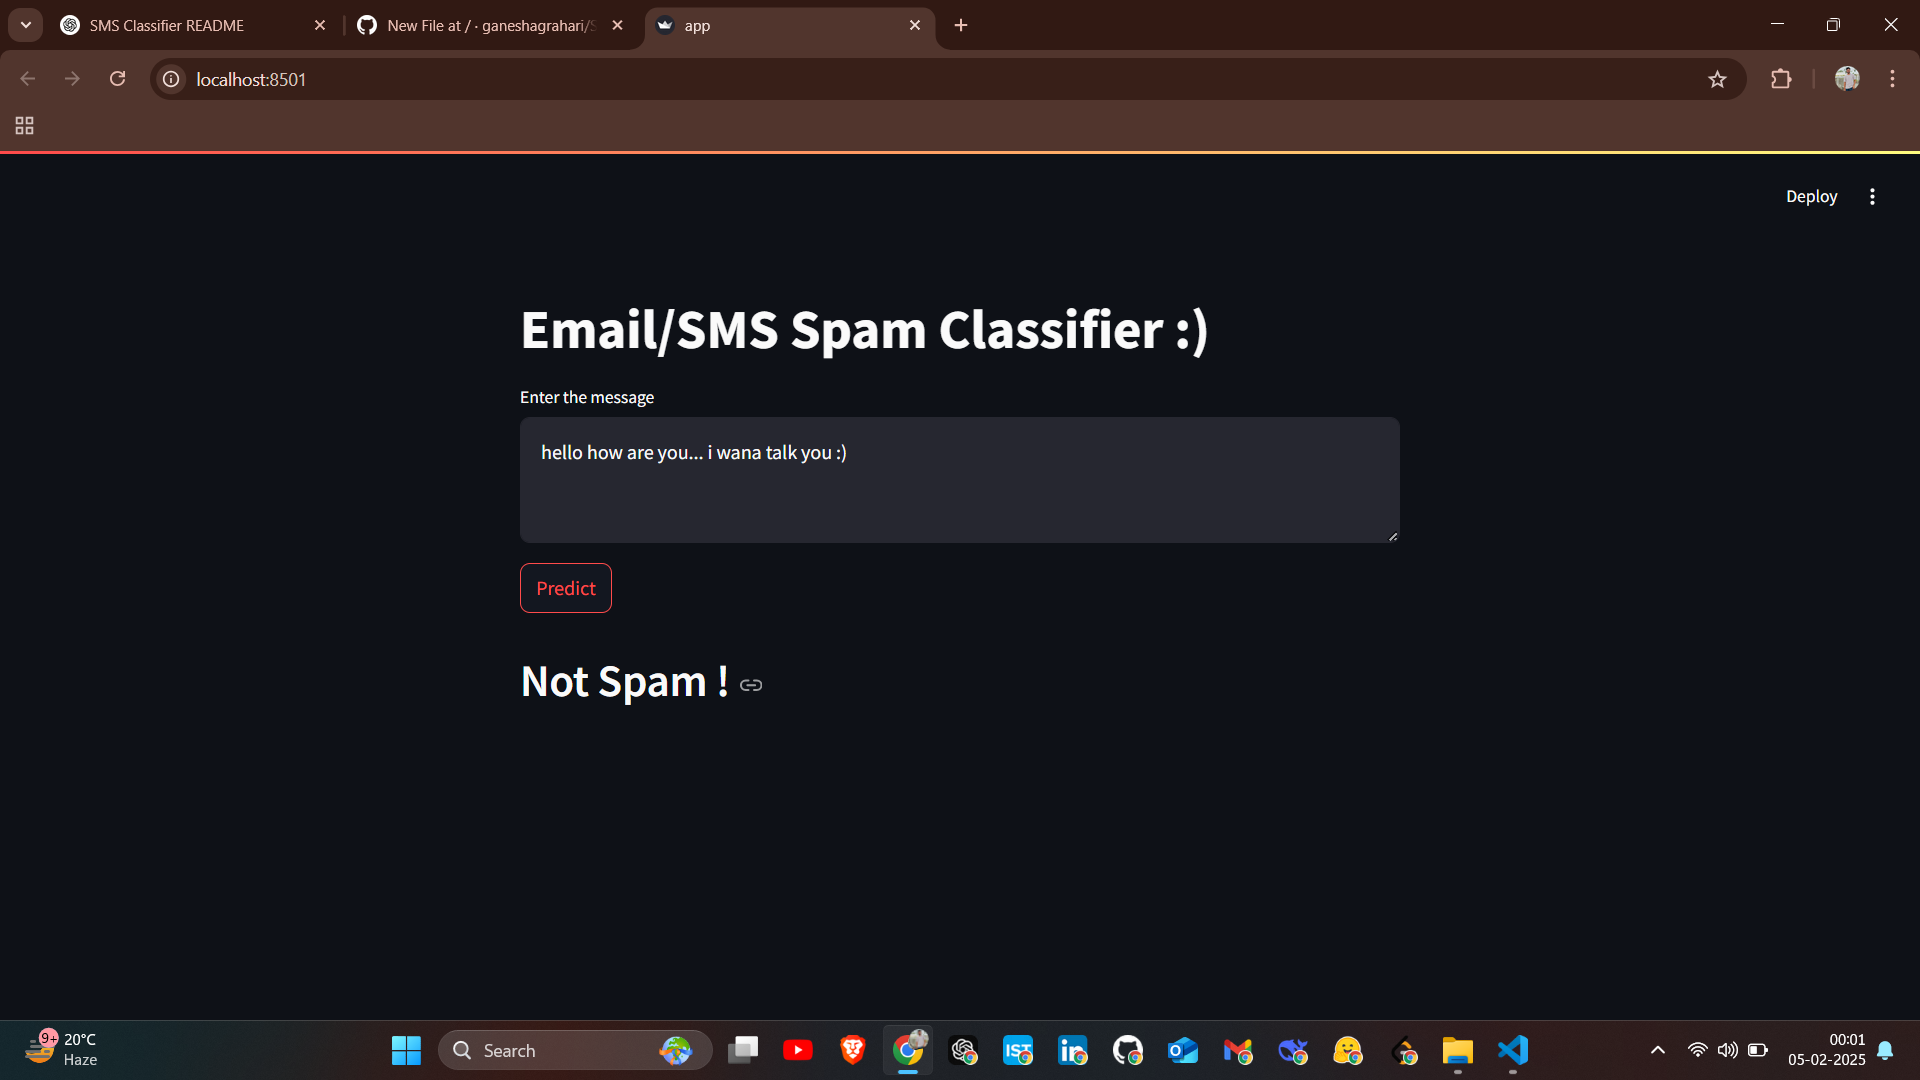 SMS Classifier README
New File at / · ganeshagrahari/S
app
localhost:8501
Deploy
Email/SMS Spam Classifier :)
Enter the message
hello how are you... i wana talk you :)
Predict
Not Spam !
9+
20°C
Haze
Search
IST
00:01
05-02-2025